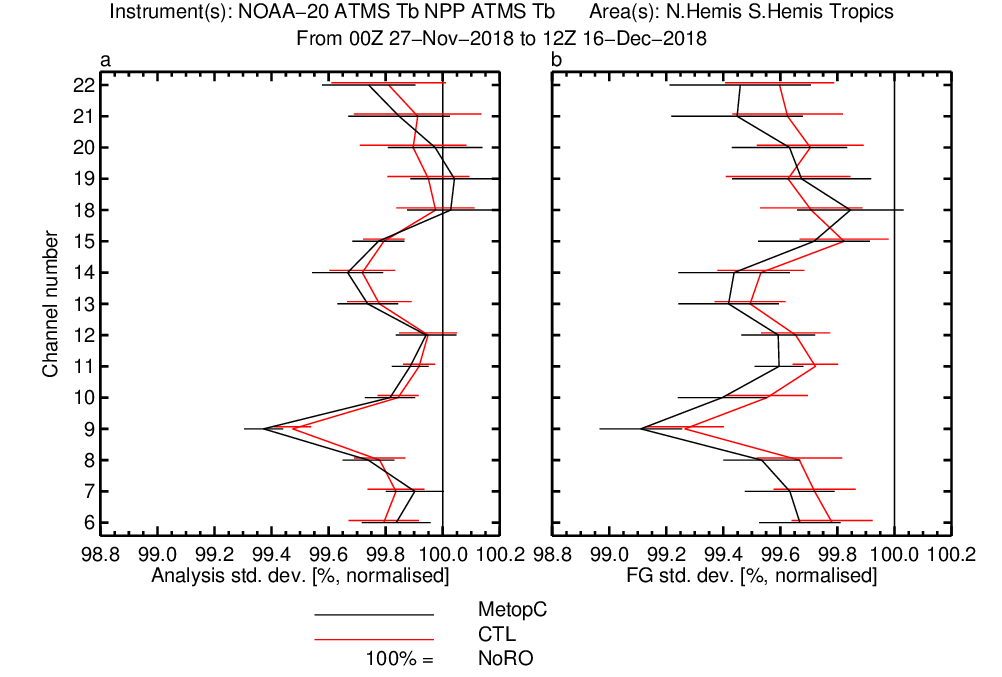 Instrument(s): NOAA−20 ATMS Tb NPP ATMS Tb Area(s): N.Hemis S.Hemis Tropics
From 00Z 27−Nov−2018 to 12Z 16−Dec−2018
a b
22
21
20
19
18
15
14
13
12
11
10
9
8
7
6
Channel number
98.8 99.0 99.2 99.4 99.6 99.8 100.0 100.2 98.8 99.0 99.2 99.4 99.6 99.8 100.0 100.2
Analysis std. dev. [%, normalised] FG std. dev. [%, normalised]
MetopC
CTL
100% = NoRO